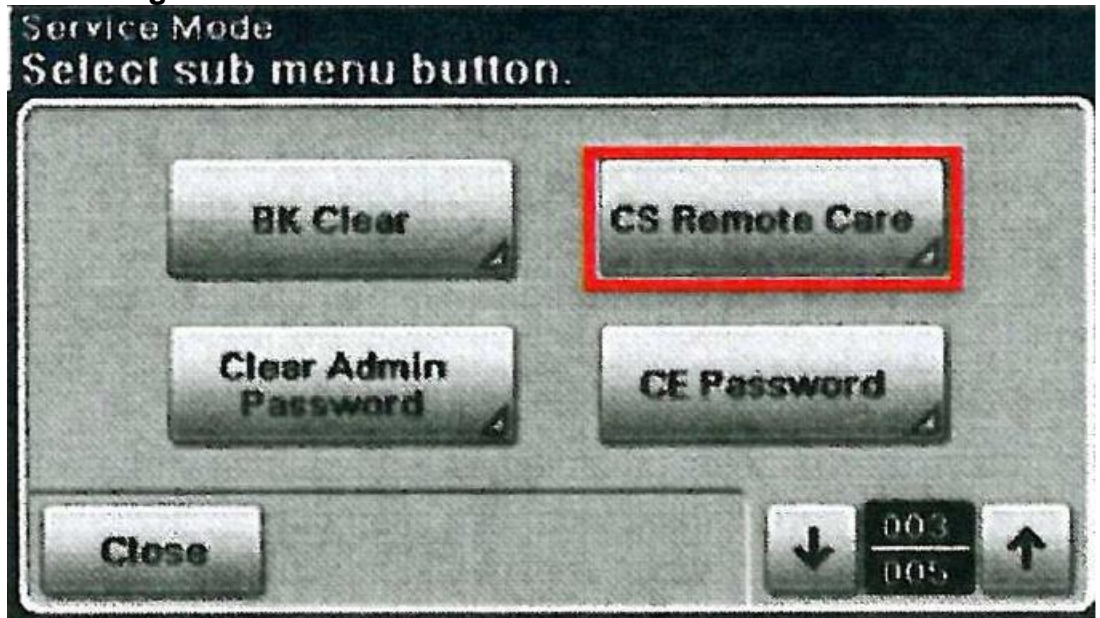 Service Mode
Select sub menu button.
BK Clear
CS Remote Care
Clear Admin
Password
CE Password
Close
003
005